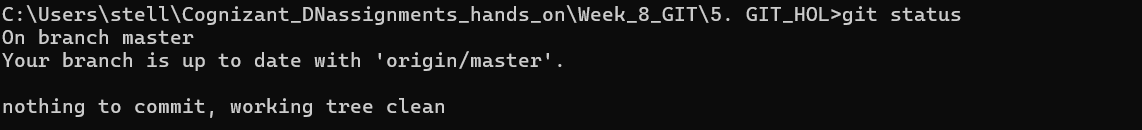 C:\Users\stell\Cognizant_DNassignments_hands_on\Week_8_GIT\5. GIT_HOL>git status
On branch master
Your branch is up to date with 'origin/master'.
nothing to commit, working tree clean